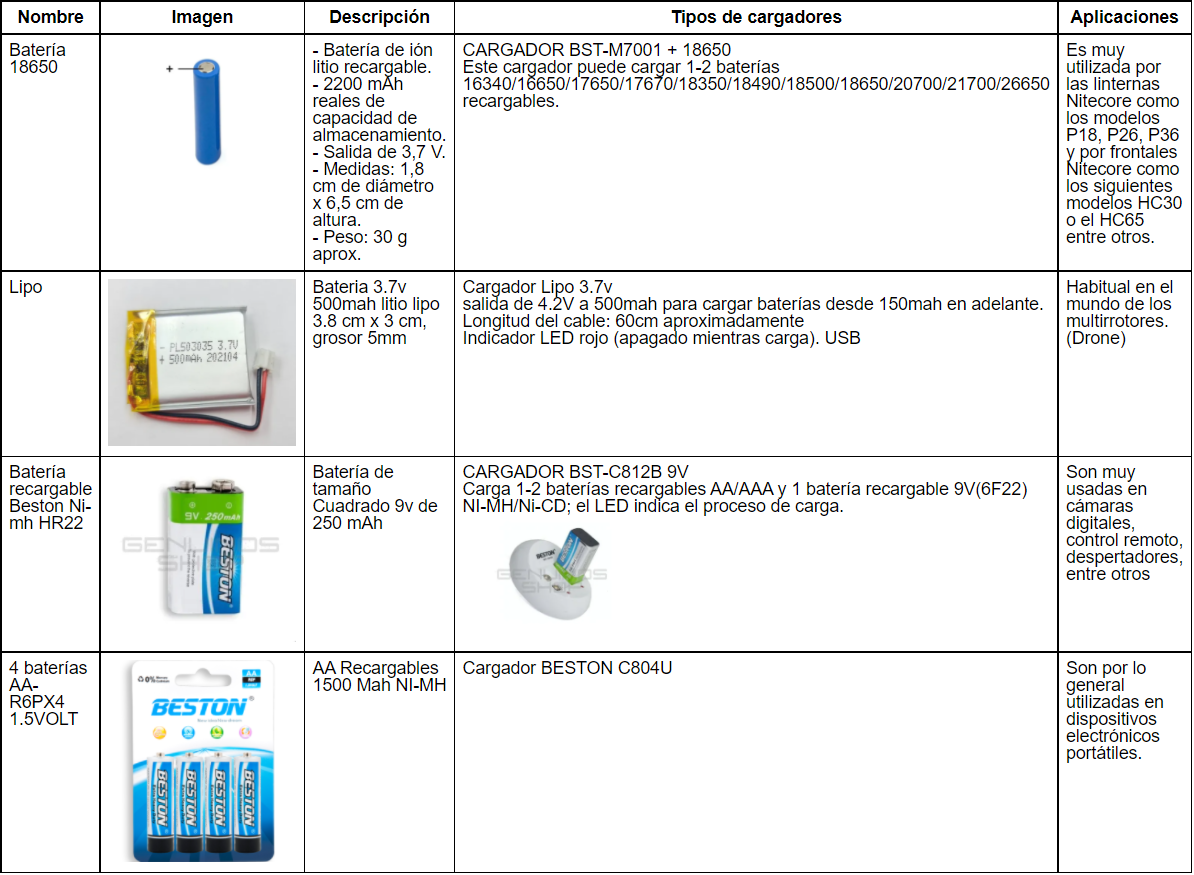 Nombre
Imagen
Descripción
Tipos de cargadores
Aplicaciones
Batería
18650
+
- Batería de ión
litio recargable.
- 2200 mAh
reales de
capacidad de
almacenamiento.
- Salida de 3,7 V.
- Medidas: 1,8
cm de diámetro
x 6,5 cm de
altura.
- Peso: 30 g
aprox.
CARGADOR BST-M7001 + 18650
Este cargador puede cargar 1-2 baterías
16340/16650/17650/17670/18350/18490/18500/18650/20700/21700/26650
recargables.
Es muy
utilizada por
las linternas
Nitecore como
los modelos
P18, P26, P36
y por frontales
Nitecore como
los siguientes
modelos HC30
o el HC65
entre otros.
Lipo
- PL503035 3.7V
+ 500mAh 202104
Bateria 3.7v
500mah litio lipo
3.8 cm x 3 cm,
grosor 5mm
Cargador Lipo 3.7v
salida de 4.2V a 500mah para cargar baterías desde 150mah en adelante.
Longitud del cable: 60cm aproximadamente
Indicador LED rojo (apagado mientras carga). USB
Habitual en el
mundo de los
multirrotores.
(Drone)
Batería
recargable
Beston Ni-
mh HR22
9V 250mAh
BESTON
SHOP
Batería de
tamaño
Cuadrado 9v de
250 mAh
CARGADOR BST-C812B 9V
Carga 1-2 baterías recargables AA/AAA y 1 batería recargable 9V(6F22)
NI-MH/Ni-CD; el LED indica el proceso de carga.
BESTON
SHOP
Son muy
usadas en
cámaras
digitales,
control remoto,
despertadores,
entre otros
4 baterías
AA-
R6PX4
1.5VOLT
0%
AA
BESTON
BESTON
BESTON
BESTON
BESTON
AA Recargables
1500 Mah NI-MH
Cargador BESTON C804U
Son por lo
general
utilizadas en
dispositivos
electrónicos
portátiles.